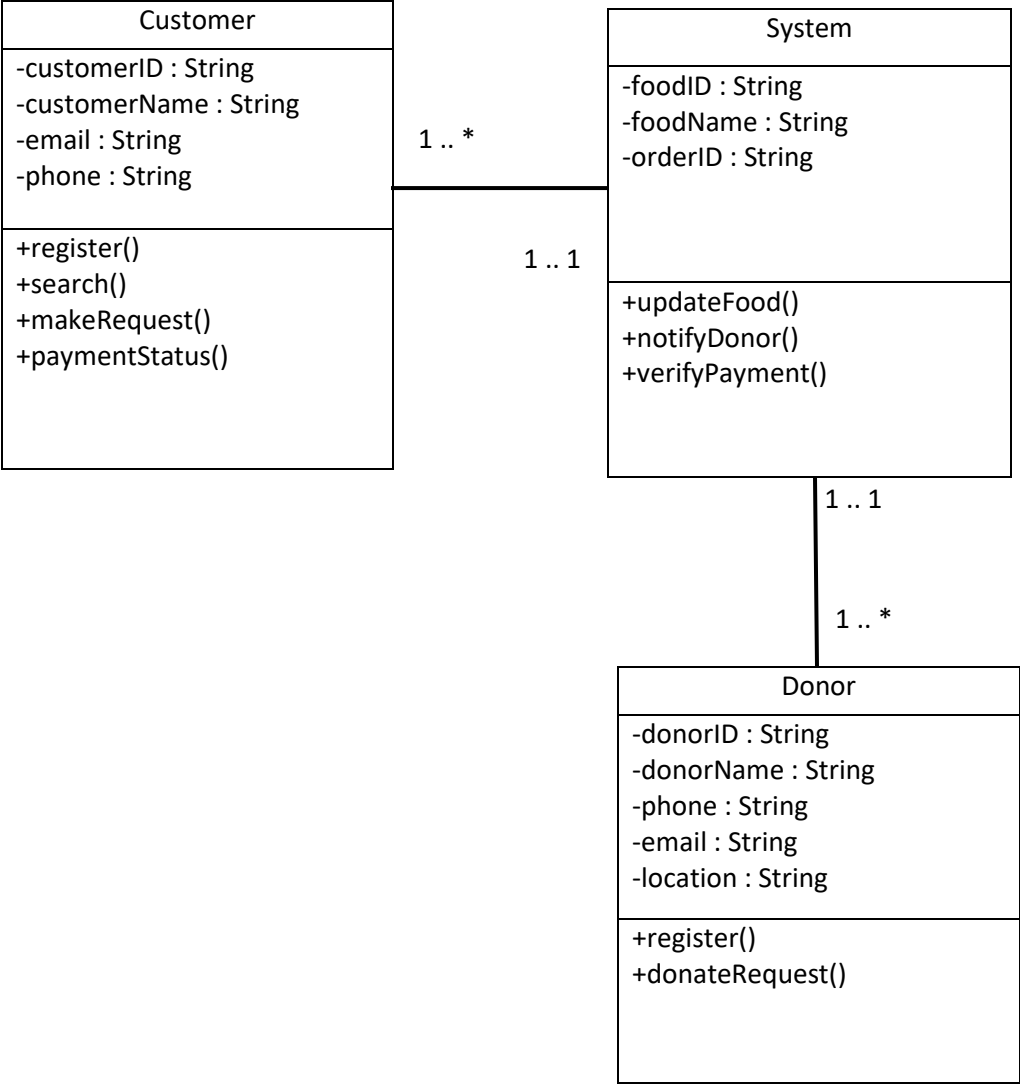 Customer
-customerID : String
-customerName : String
-email : String
-phone : String
+register()
+search()
+makeRequest()
+paymentStatus()
1 .. *
1 .. 1
System
-foodID : String
-foodName : String
-orderID : String
+updateFood()
+notifyDonor()
+verifyPayment()
1 .. 1
1 .. *
Donor
-donorID : String
-donorName : String
-phone : String
-email : String
-location : String
+register()
+donateRequest()